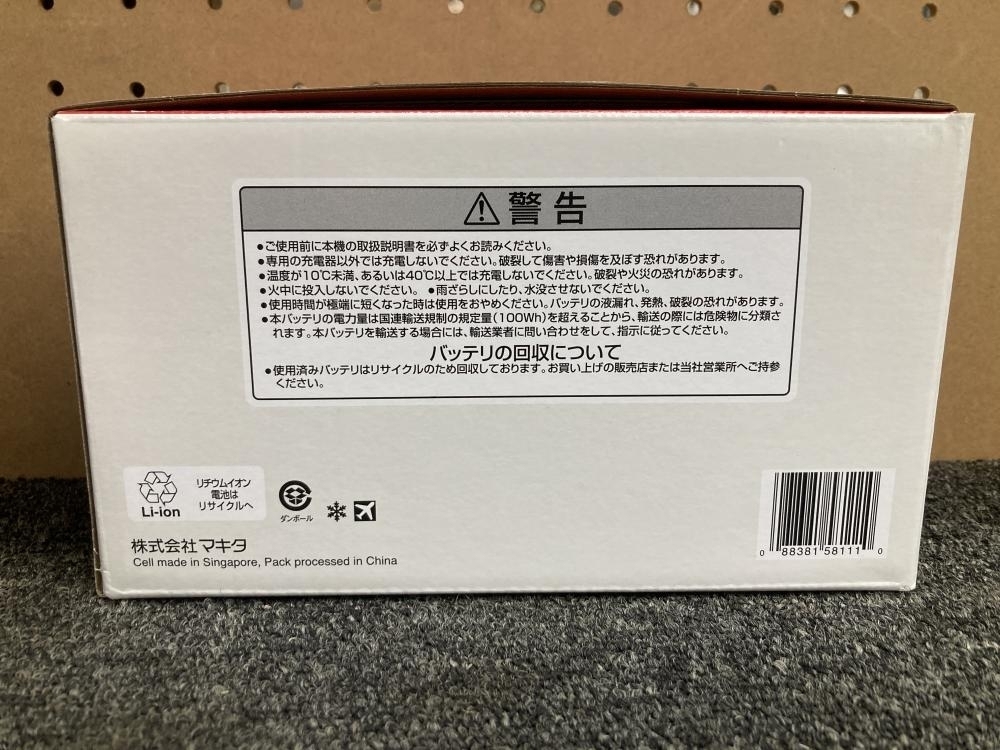 警告
●ご使用前に本機の取扱説明書を必ずよくお読みください。
●専用の充電器以外では充電しないでください。破裂して傷害や損傷を及ぼす恐れがあります。
●温度が10℃未満、あるいは40℃以上では充電しないでください。破裂や火災の恐れがあります。
●火中に投入しないでください。 ●雨ざらしにしたり、水没させないでください。
●使用時間が極端に短くなった時は使用をおやめください。バッテリの液漏れ、発熱、破裂の恐れがあります。
●本バッテリの電力量は国連輸送規制の規定量(100Wh)を超えることから、輸送の際には危険物に分類さ
れます。本バッテリを輸送する場合には、輸送業者に問い合わせをして、指示に従ってください。
バッテリの回収について
●使用済みバッテリはリサイクルのため回収しております。お買い上げの販売店または当社営業所へご持参
ください。
リチウムイオン
電池は
リサイクルへ
Li-ion
ダンボール
株式会社マキタ
Cell made in Singapore, Pack processed in China
0 88381 58111 0